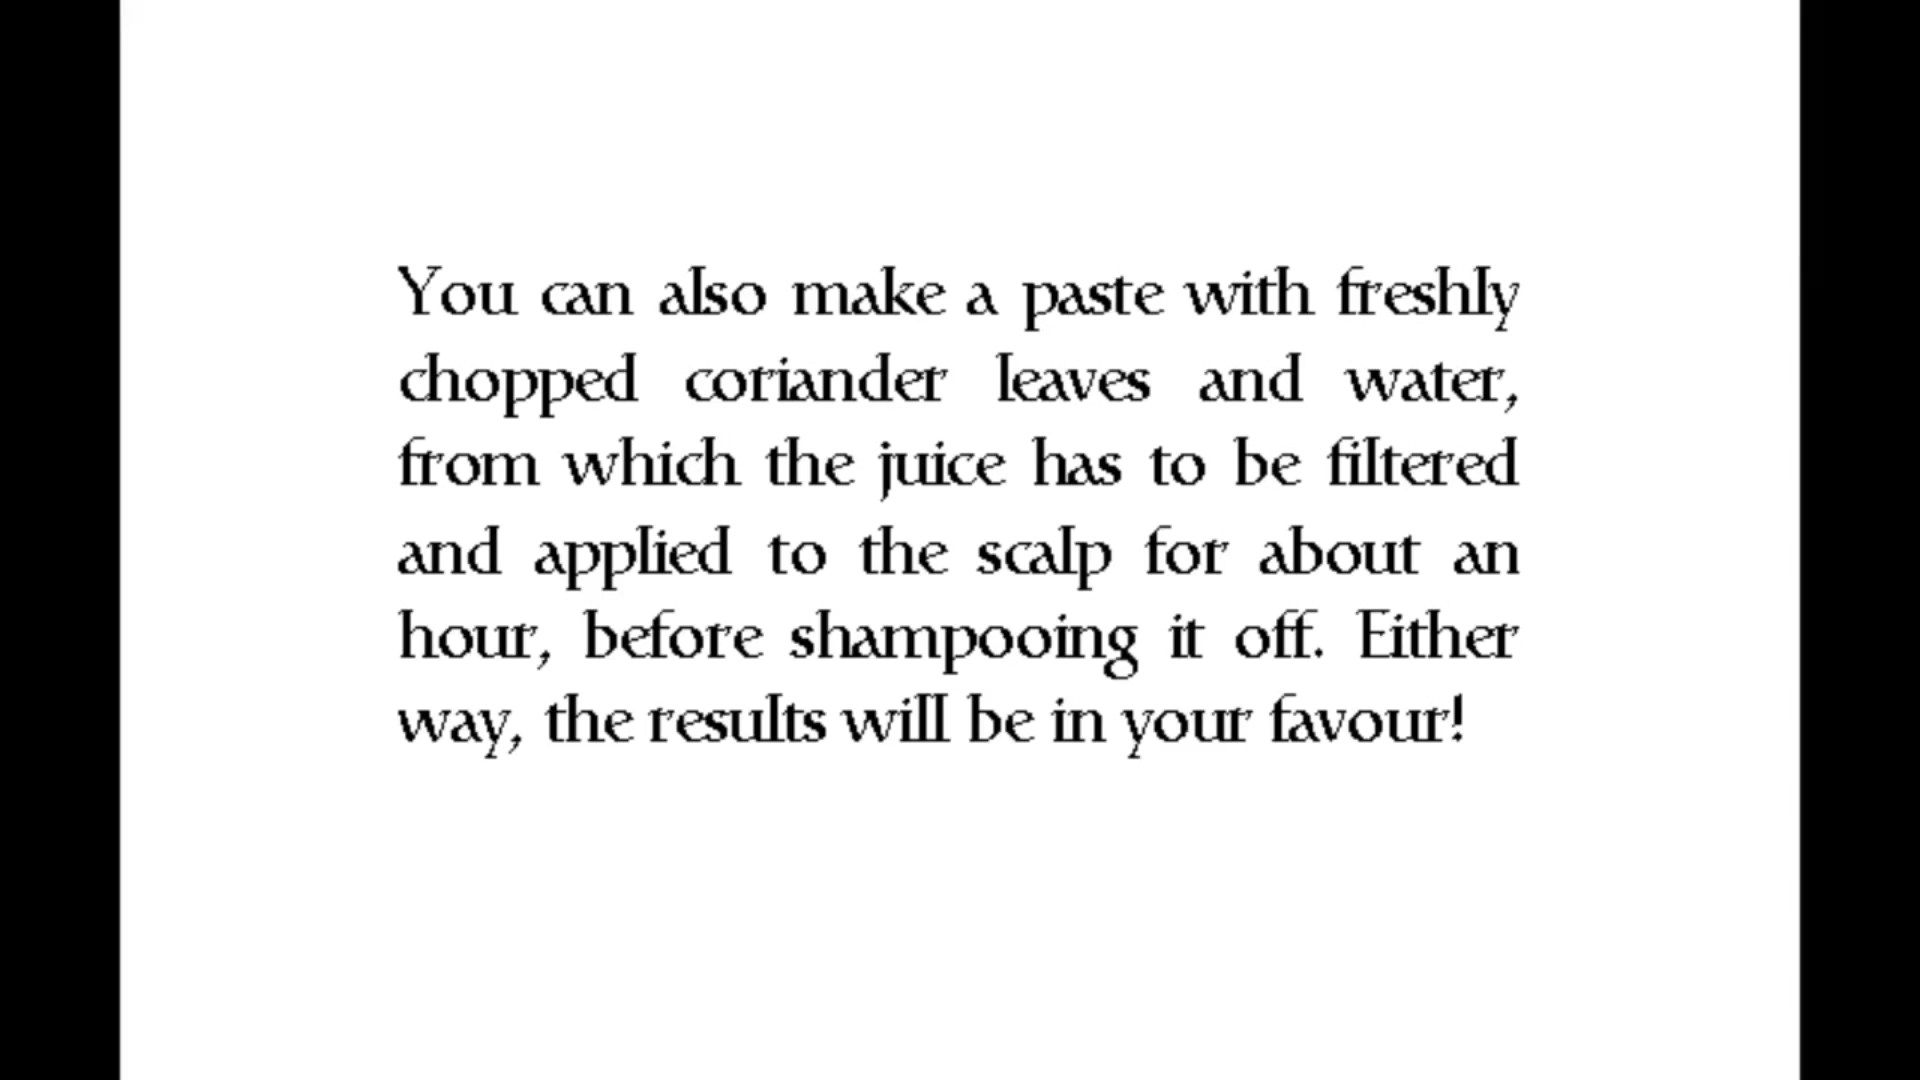 You can also make a paste with freshly
chopped coriander leaves and water,
from which the juice has to be filtered
and applied to the scalp for about an
hour, before shampooing it off. Either
way, the results will be in your favour!